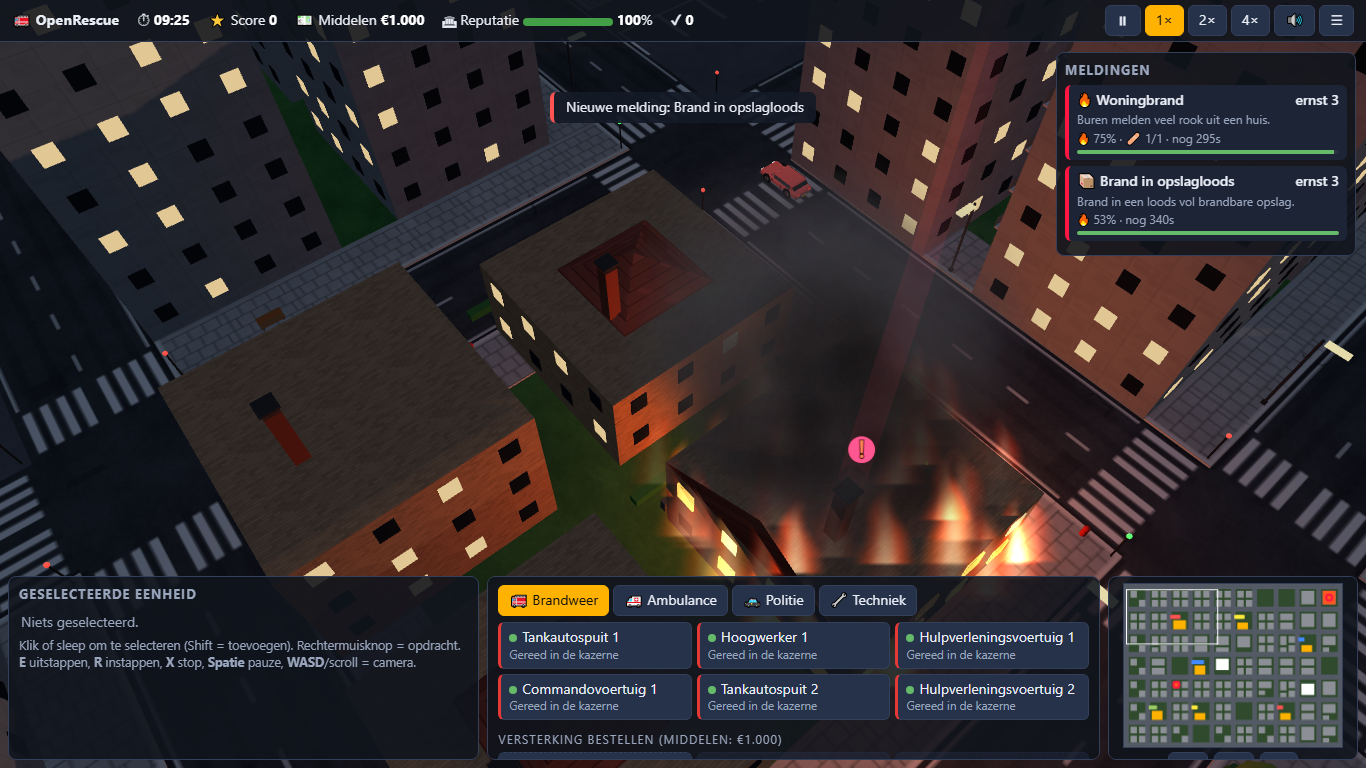 OpenRescue 09:25 Score 0 Middelen €1.000 Reputatie 100% ✓ 0 1× 2× 4×
Nieuwe melding: Brand in opslagloods
MELDINGEN
Woningbrand ernst 3
Buren melden veel rook uit een huis.
75% · 1/1 · nog 295s
Brand in opslagloods ernst 3
Brand in een loods vol brandbare opslag.
53% · nog 340s
!
GESELECTEERDE EENHEID
Niets geselecteerd.
Klik of sleep om te selecteren (Shift = toevoegen). Rechtermuisknop = opdracht.
E uitstappen, R instappen, X stop, Spatie pauze, WASD/scroll = camera.
Brandweer Ambulance Politie Techniek
Tankautospuit 1 Hoogwerker 1 Hulpverleningsvoertuig 1
Gereed in de kazerne Gereed in de kazerne Gereed in de kazerne
Commandovoertuig 1 Tankautospuit 2 Hulpverleningsvoertuig 2
Gereed in de kazerne Gereed in de kazerne Gereed in de kazerne
VERSTERKING BESTELLEN (MIDDELEN: €1.000)